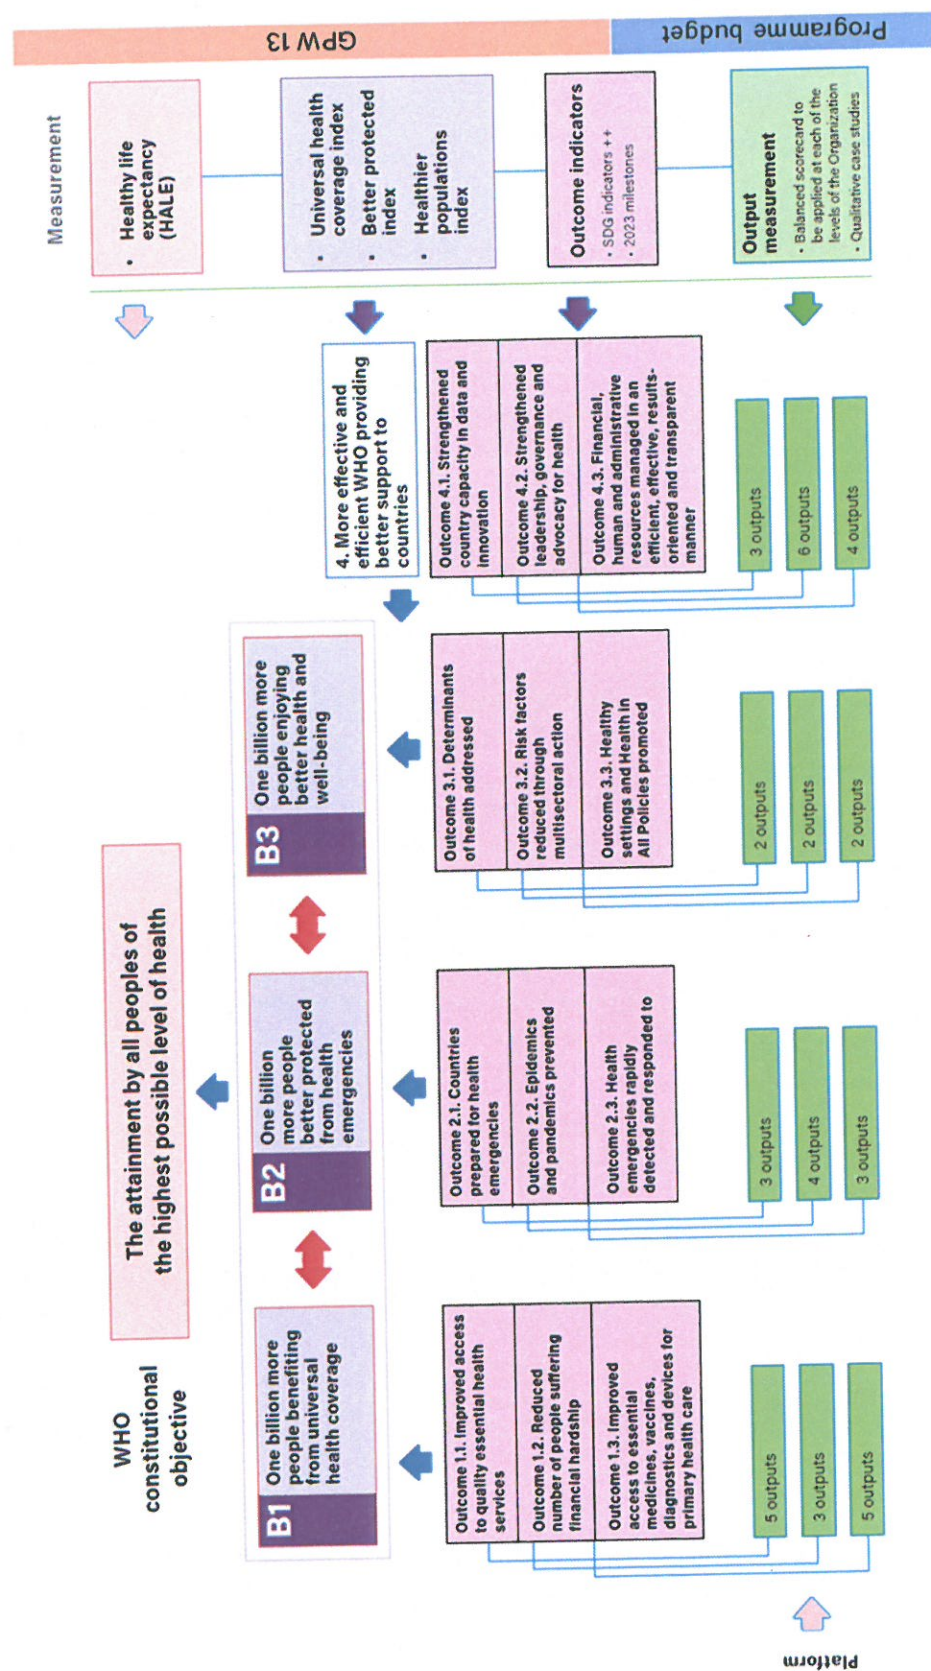 WHO
constitutional
objective
The attainment by all peoples of
the highest possible level of health
Measurement
• Healthy life
expectancy
(HALE)
GPW 13
B1
One billion more
people benefiting
from universal
health coverage
B2
One billion
more people
better protected
from health
emergencies
B3
One billion more
people enjoying
better health and
well-being
4. More effective and
efficient WHO providing
better support to
countries
• Universal health
coverage index
• Better protected
index
• Healthier
populations
index
Outcome 1.1. Improved access
to quality essential health
services
Outcome 1.2. Reduced
number of people suffering
financial hardship
Outcome 1.3. Improved
access to essential
medicines, vaccines,
diagnostics and devices for
primary health care
Outcome 2.1. Countries
prepared for health
emergencies
Outcome 2.2. Epidemics
and pandemics prevented
Outcome 2.3. Health
emergencies rapidly
detected and responded to
Outcome 3.1. Determinants
of health addressed
Outcome 3.2. Risk factors
reduced through
multisectoral action
Outcome 3.3. Healthy
settings and Health in
All Policies promoted
Outcome 4.1. Strengthened
country capacity in data and
innovation
Outcome 4.2. Strengthened
leadership, governance and
advocacy for health
Outcome 4.3. Financial,
human and administrative
resources managed in an
efficient, effective, results-
oriented and transparent
manner
Outcome indicators
• SDG indicators ++
• 2023 milestones
Platform
5 outputs
3 outputs
5 outputs
3 outputs
4 outputs
3 outputs
2 outputs
2 outputs
2 outputs
3 outputs
6 outputs
4 outputs
Output
measurement
• Balanced scorecard to
be applied at each of the
levels of the Organization
• Qualitative case studies
Programme budget